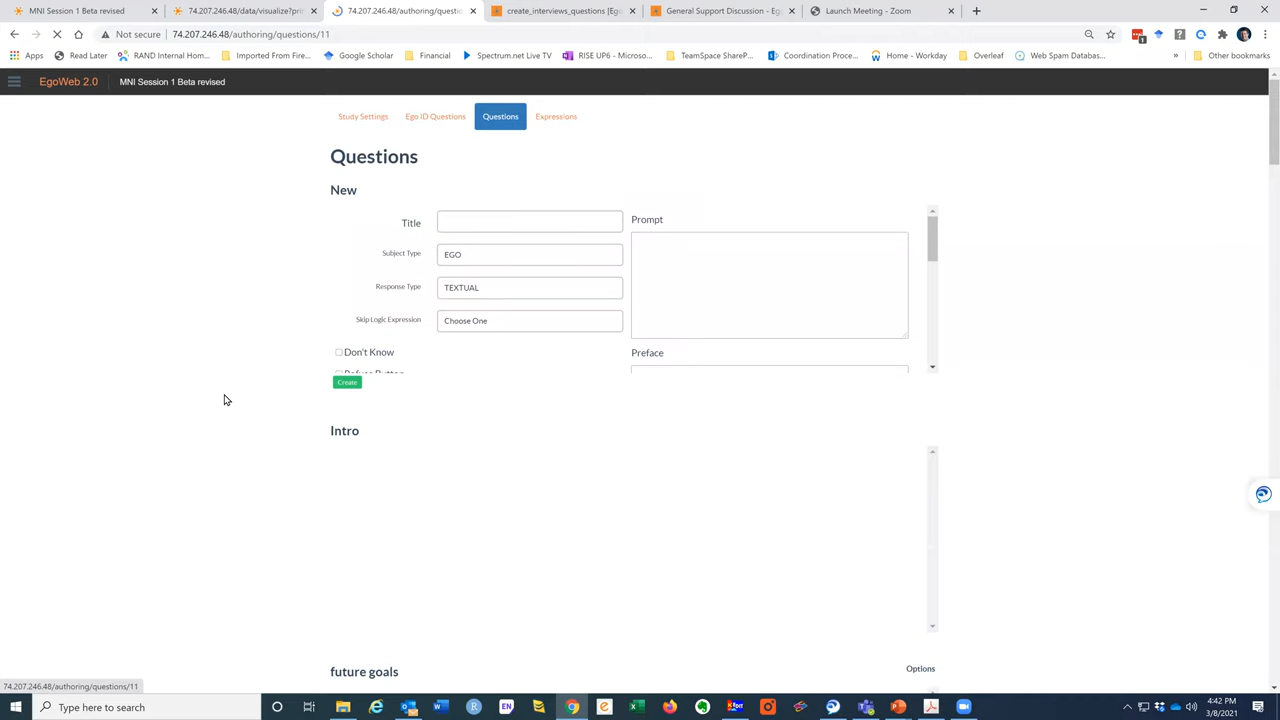 MNI Session 1 Beta revised
74.207.246.48/data/visualize?prin
74.207.246.48/authoring/questio
create_interviews_questions [Eg
General Support Discussion - Eg
Launch Meeting - Zoom
Not secure
74.207.246.48/authoring/questions/11
1
Apps
Read Later
RAND Internal Hom...
Imported From Fire...
Google Scholar
Financial
Spectrum.net Live TV
RISE UP6 - Microso...
TeamSpace ShareP...
Coordination Proce...
Home - Workday
Overleaf
Web Spam Databas...
»
Other bookmarks
EgoWeb 2.0
MNI Session 1 Beta revised
Study Settings
Ego ID Questions
Questions
Expressions
Questions
New
Title
Prompt
Subject Type
EGO
Response Type
TEXTUAL
Skip Logic Expression
Choose One
Don't Know
Preface
Refuse Button
Create
Intro
future goals
Options
74.207.246.48/authoring/questions/11
Type here to search
EN
4:42 PM
3/8/2021